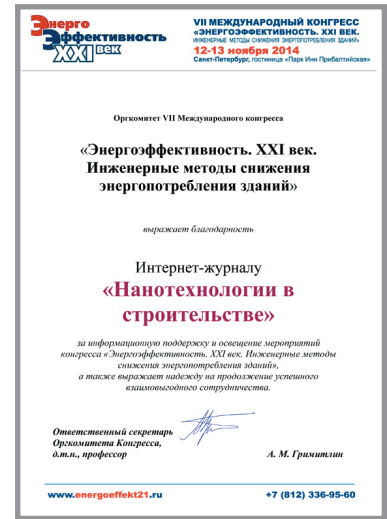 Энерго
Эффективность
XXI век
VII МЕЖДУНАРОДНЫЙ КОНГРЕСС
«ЭНЕРГОЭФФЕКТИВНОСТЬ. XXI ВЕК.
ИНЖЕНЕРНЫЕ МЕТОДЫ СНИЖЕНИЯ ЭНЕРГОПОТРЕБЛЕНИЯ ЗДАНИЙ»
12-13 ноября 2014
Санкт-Петербург, гостиница «Парк Инн Прибалтийская»
Оргкомитет VII Международного конгресса
«Энергоэффективность. XXI век.
Инженерные методы снижения
энергопотребления зданий»
выражает благодарность
Интернет-журналу
«Нанотехнологии в
строительстве»
за информационную поддержку и освещение мероприятий
конгресса «Энергоэффективность. XXI век. Инженерные методы
снижения энергопотребления зданий»,
а также выражает надежду на продолжение успешного
взаимовыгодного сотрудничества.
Ответственный секретарь
Оргкомитета Конгресса,
д.т.н., профессор
А. М. Гримитлин
www.energoeffekt21.ru
+7 (812) 336-95-60